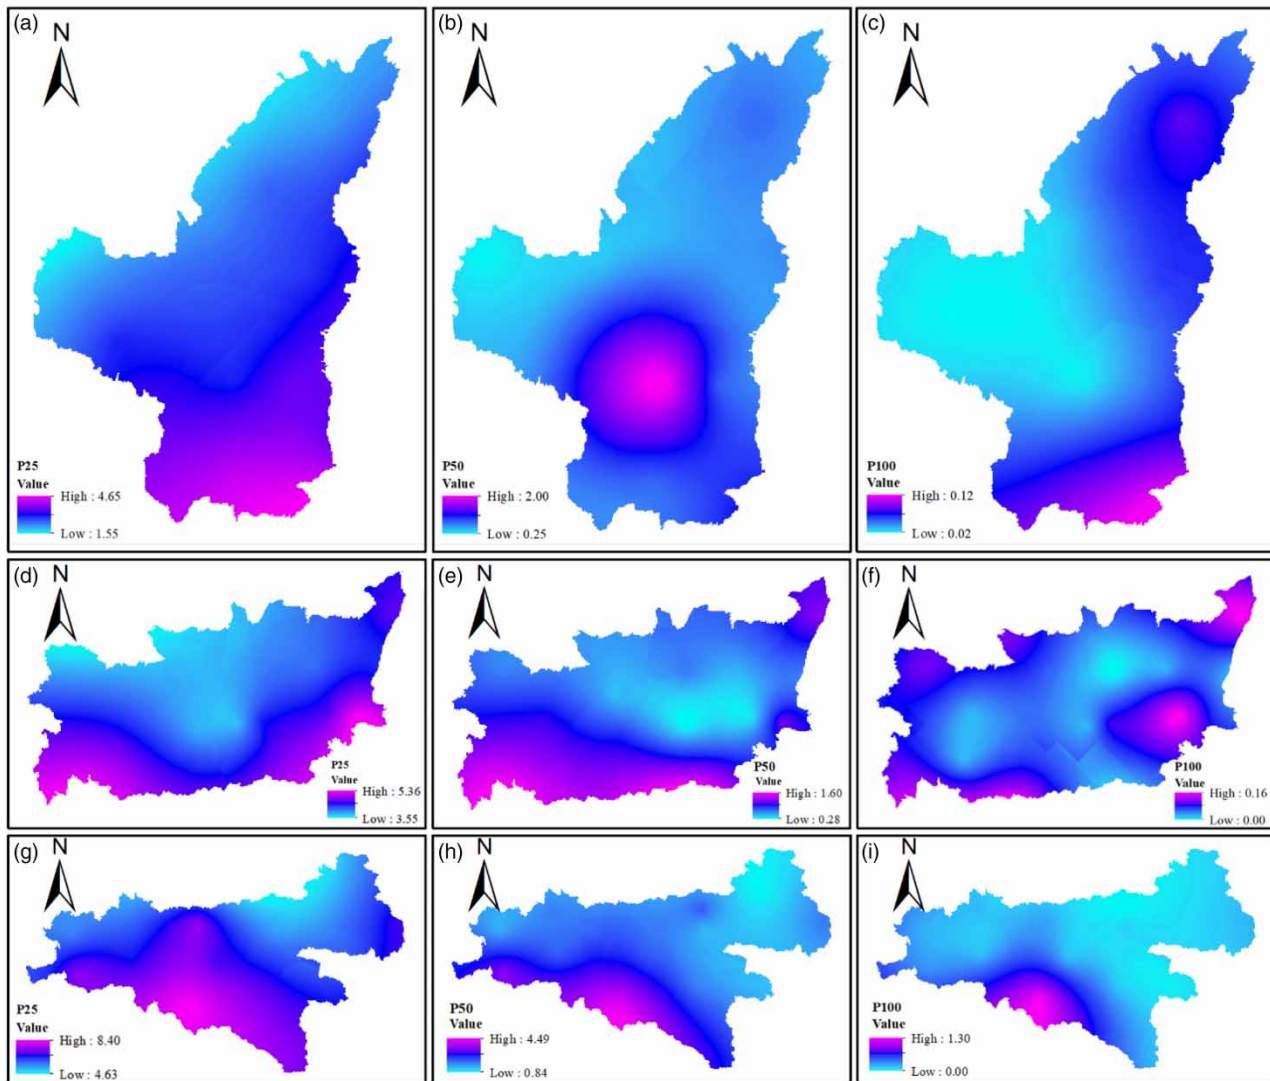 (a)
N
P25
Value
High : 4.65
Low : 1.55
(b)
N
P50
Value
High : 2.00
Low : 0.25
(c)
N
P100
Value
High : 0.12
Low : 0.02
(d)
N
P25
Value
High : 5.36
Low : 3.55
(e)
N
P50
Value
High : 1.60
Low : 0.28
(f)
N
P100
Value
High : 0.16
Low : 0.00
(g)
N
P25
Value
High : 8.40
Low : 4.63
(h)
N
P50
Value
High : 4.49
Low : 0.84
(i)
N
P100
Value
High : 1.30
Low : 0.00